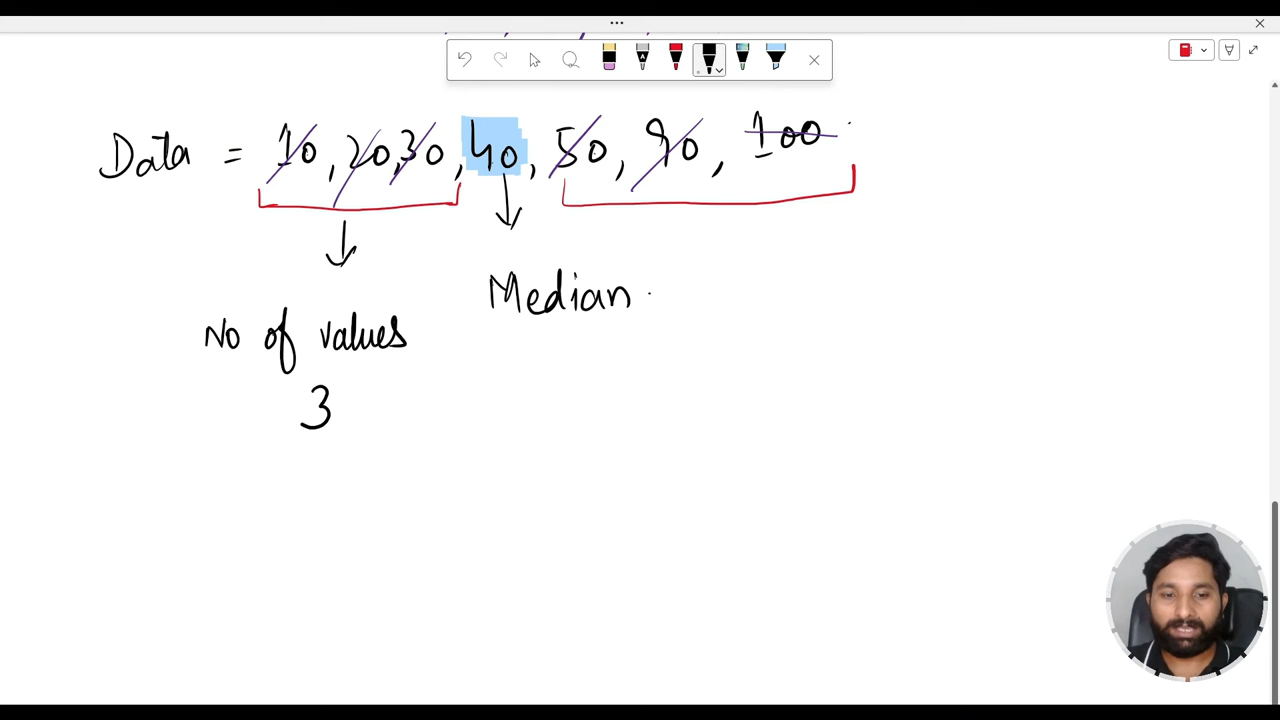 Data = 10, 20, 30, 40, 50, 90, 100
Median
No of values
3